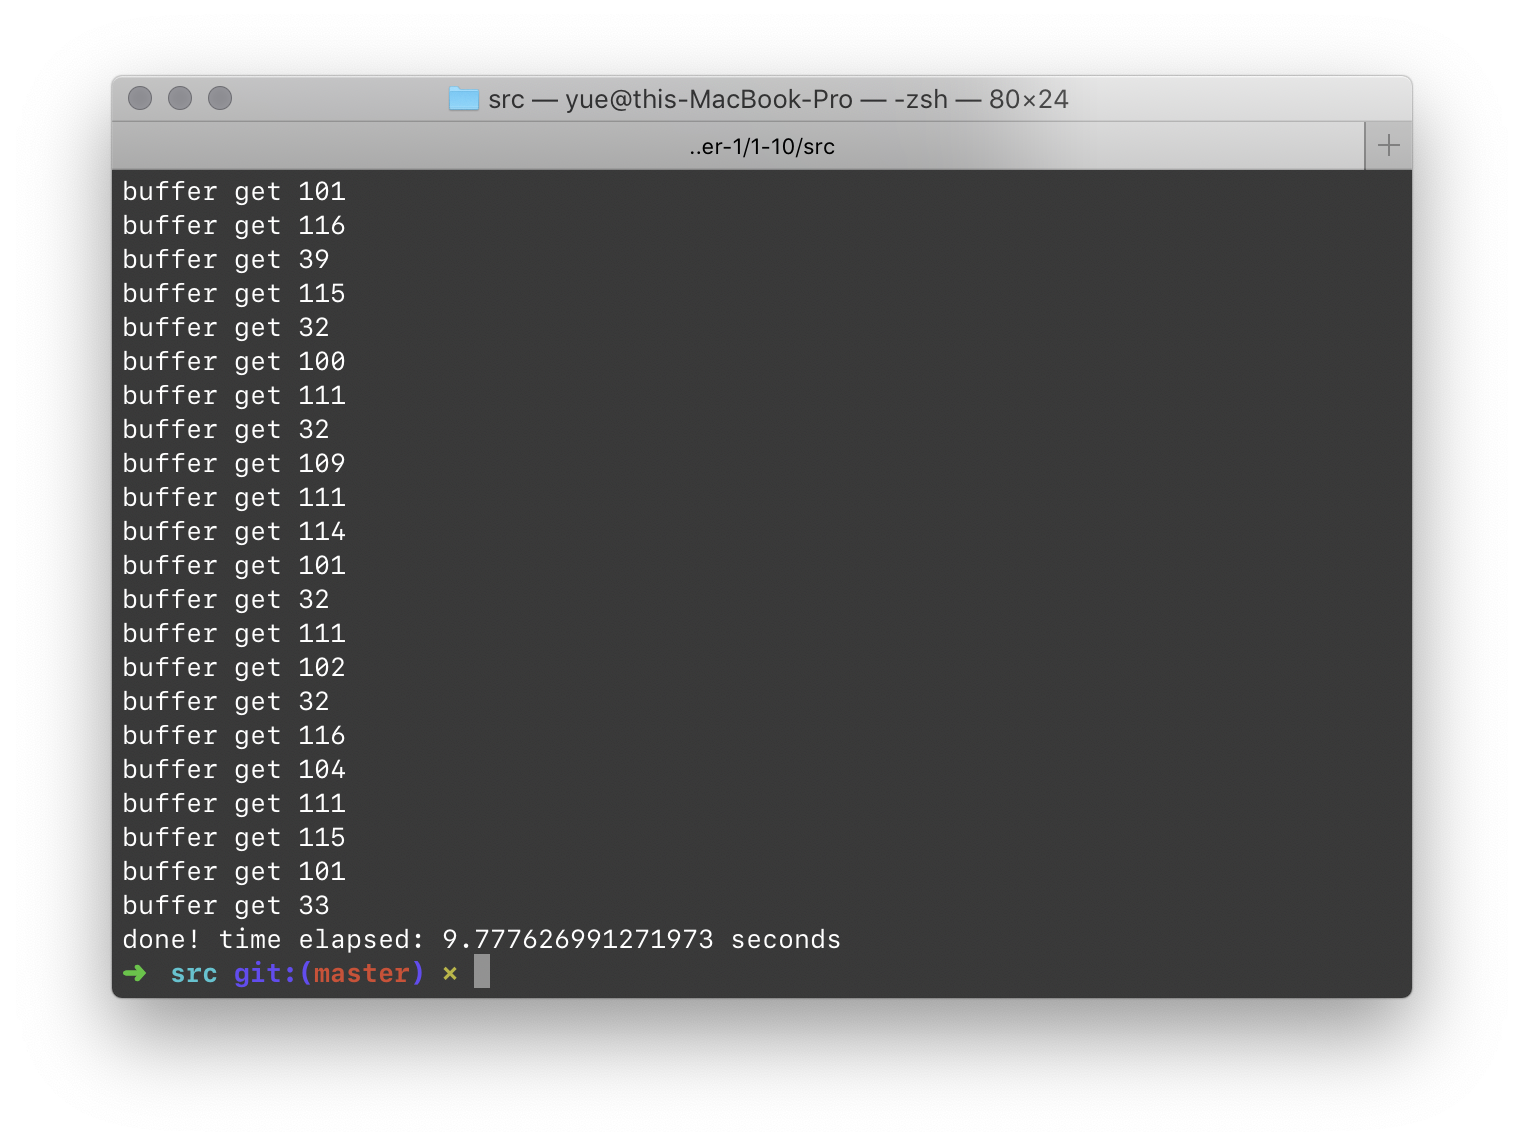 src — yue@this-MacBook-Pro — -zsh — 80×24
..er-1/1-10/src
buffer get 101
buffer get 116
buffer get 39
buffer get 115
buffer get 32
buffer get 100
buffer get 111
buffer get 32
buffer get 109
buffer get 111
buffer get 114
buffer get 101
buffer get 32
buffer get 111
buffer get 102
buffer get 32
buffer get 116
buffer get 104
buffer get 111
buffer get 115
buffer get 101
buffer get 33
done! time elapsed: 9.777626991271973 seconds
➜ src git:(master) ×